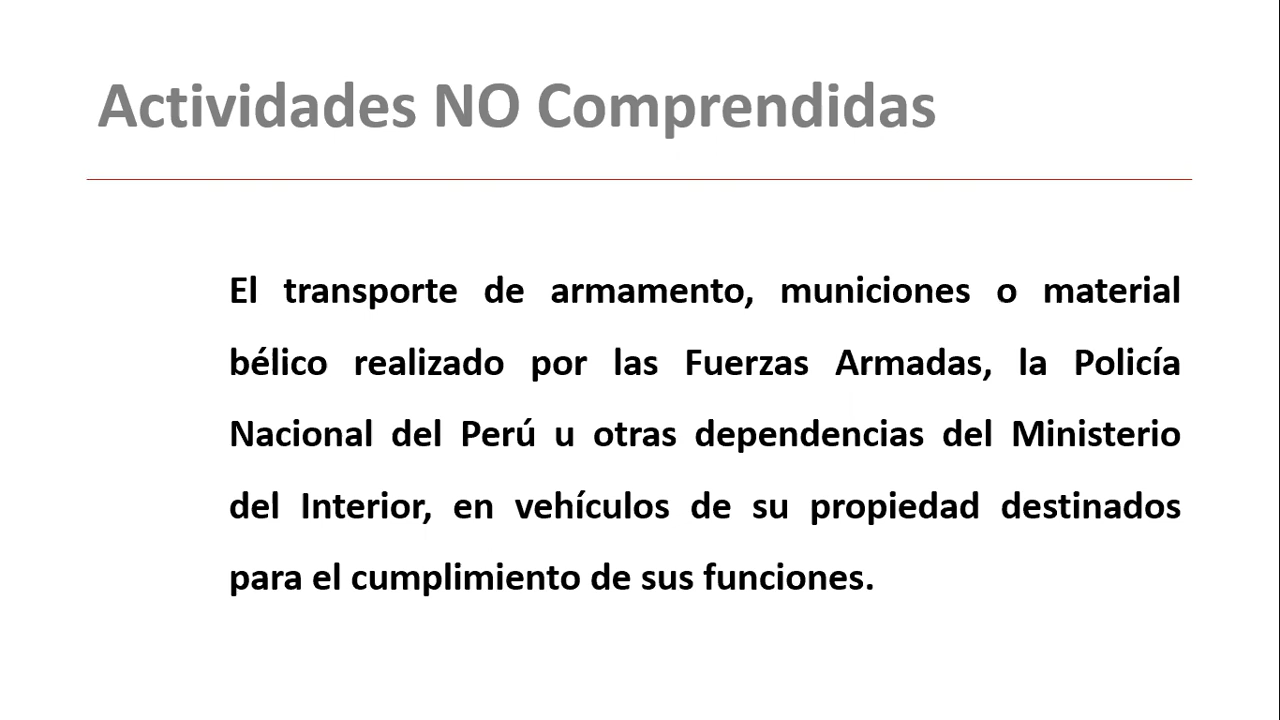 Actividades NO Comprendidas
El transporte de armamento, municiones o material
bélico realizado por las Fuerzas Armadas, la Policía
Nacional del Perú u otras dependencias del Ministerio
del Interior, en vehículos de su propiedad destinados
para el cumplimiento de sus funciones.